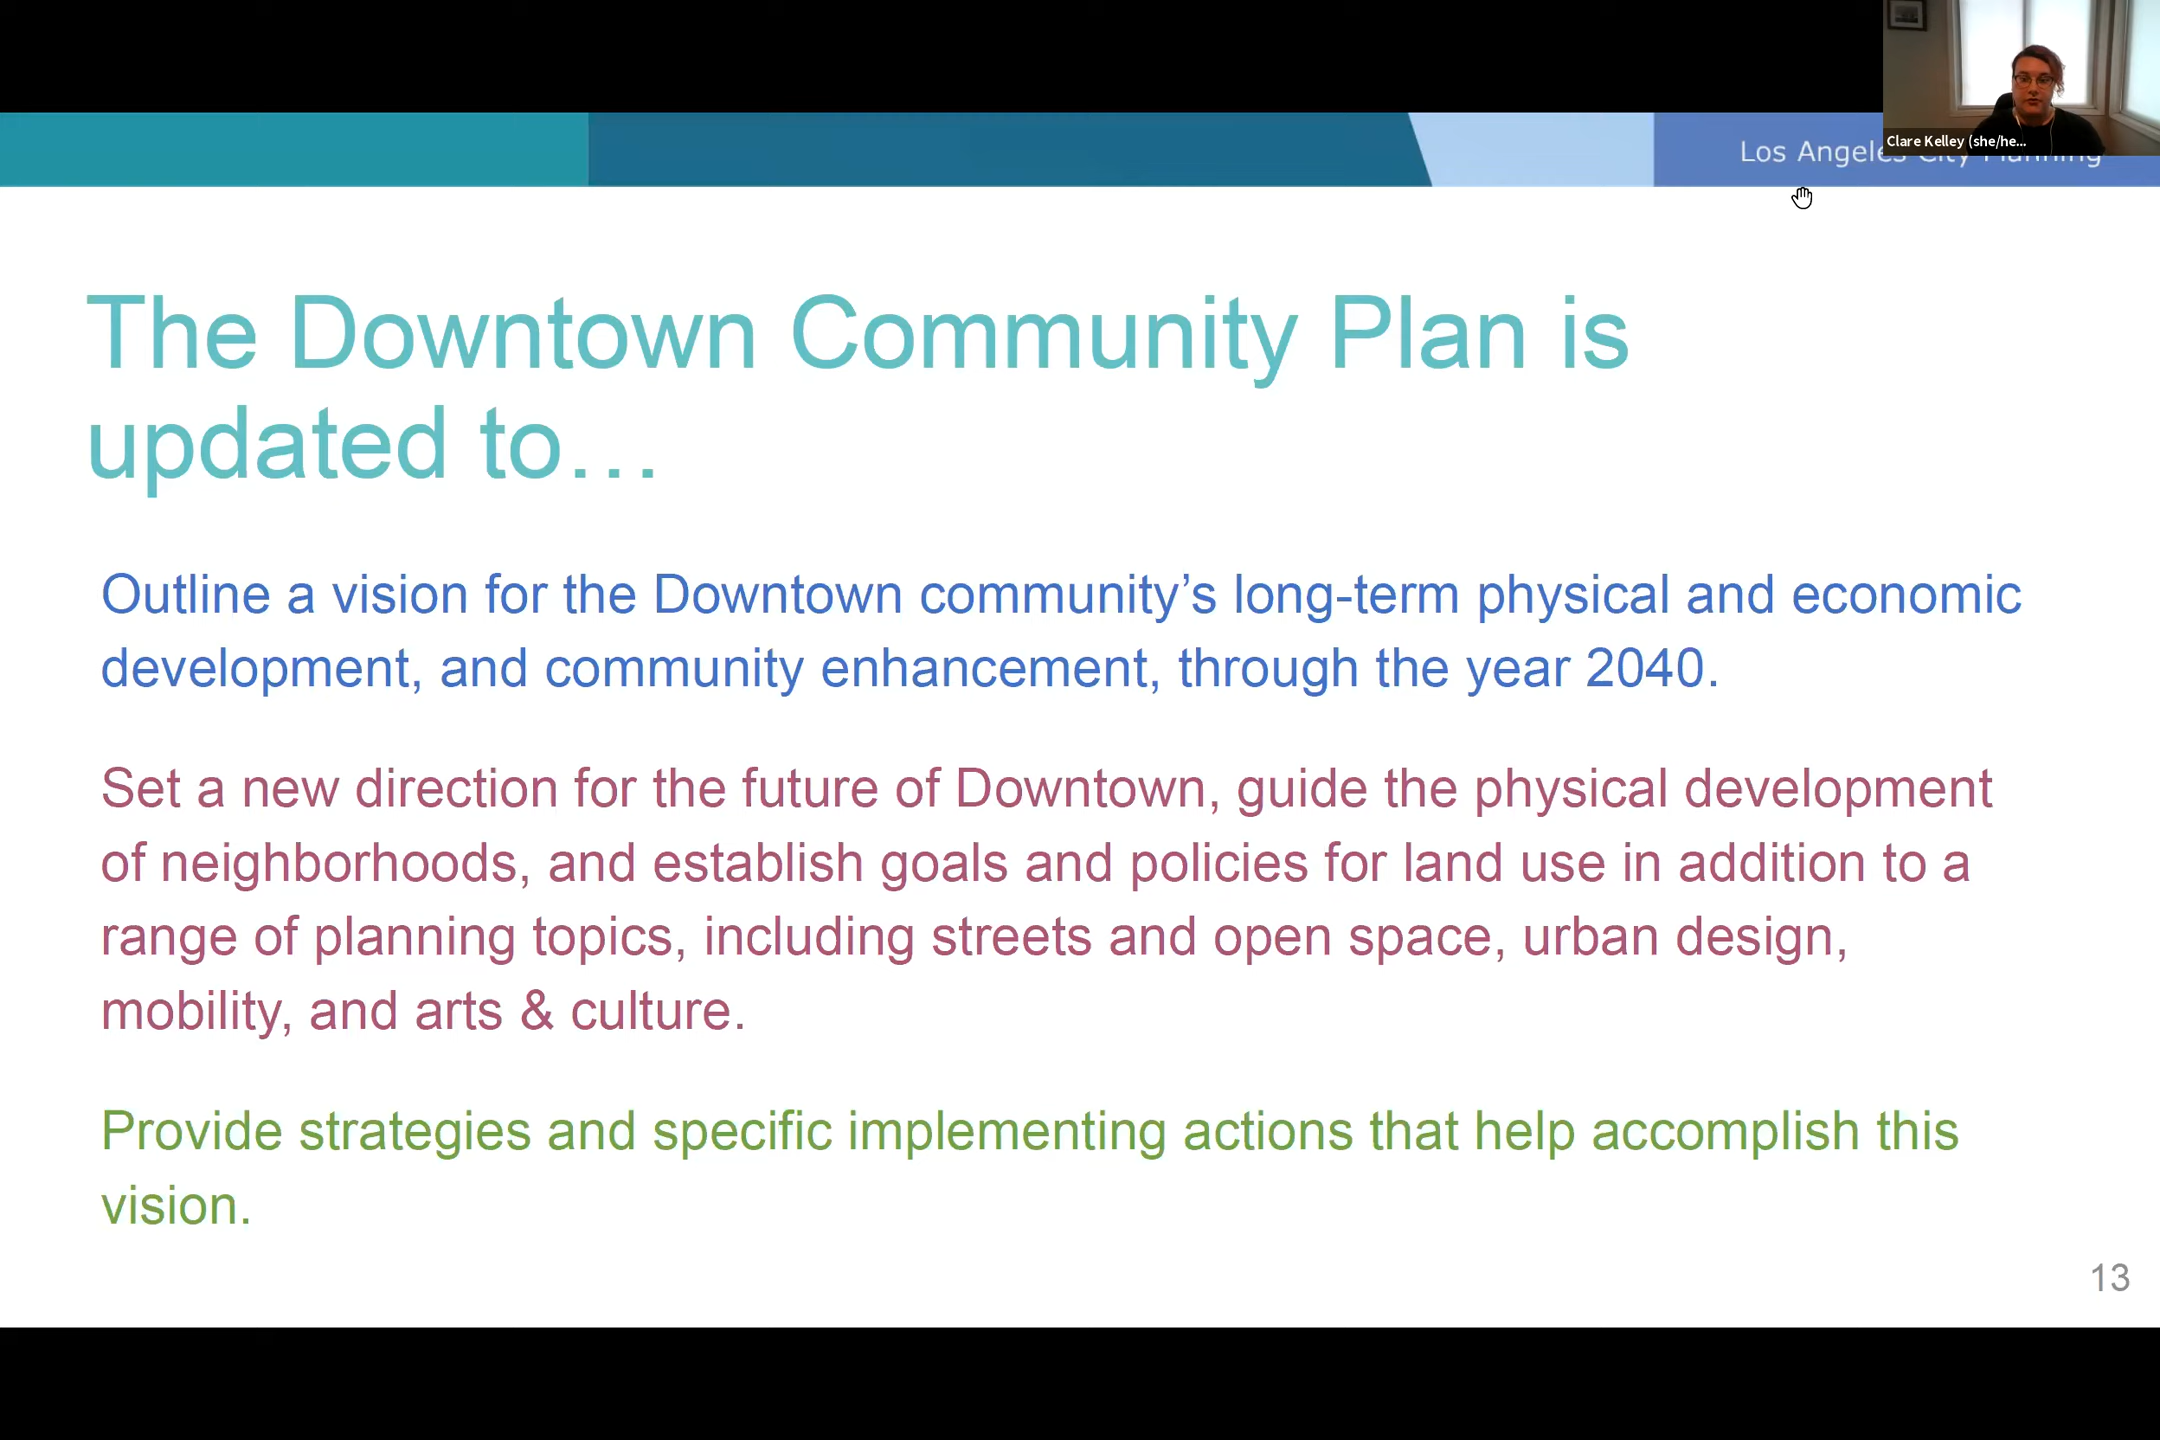 Los Angeles City Planning
Clare Kelley (she/he...
The Downtown Community Plan is
updated to...
Outline a vision for the Downtown community’s long-term physical and economic
development, and community enhancement, through the year 2040.
Set a new direction for the future of Downtown, guide the physical development
of neighborhoods, and establish goals and policies for land use in addition to a
range of planning topics, including streets and open space, urban design,
mobility, and arts & culture.
Provide strategies and specific implementing actions that help accomplish this
vision.
13